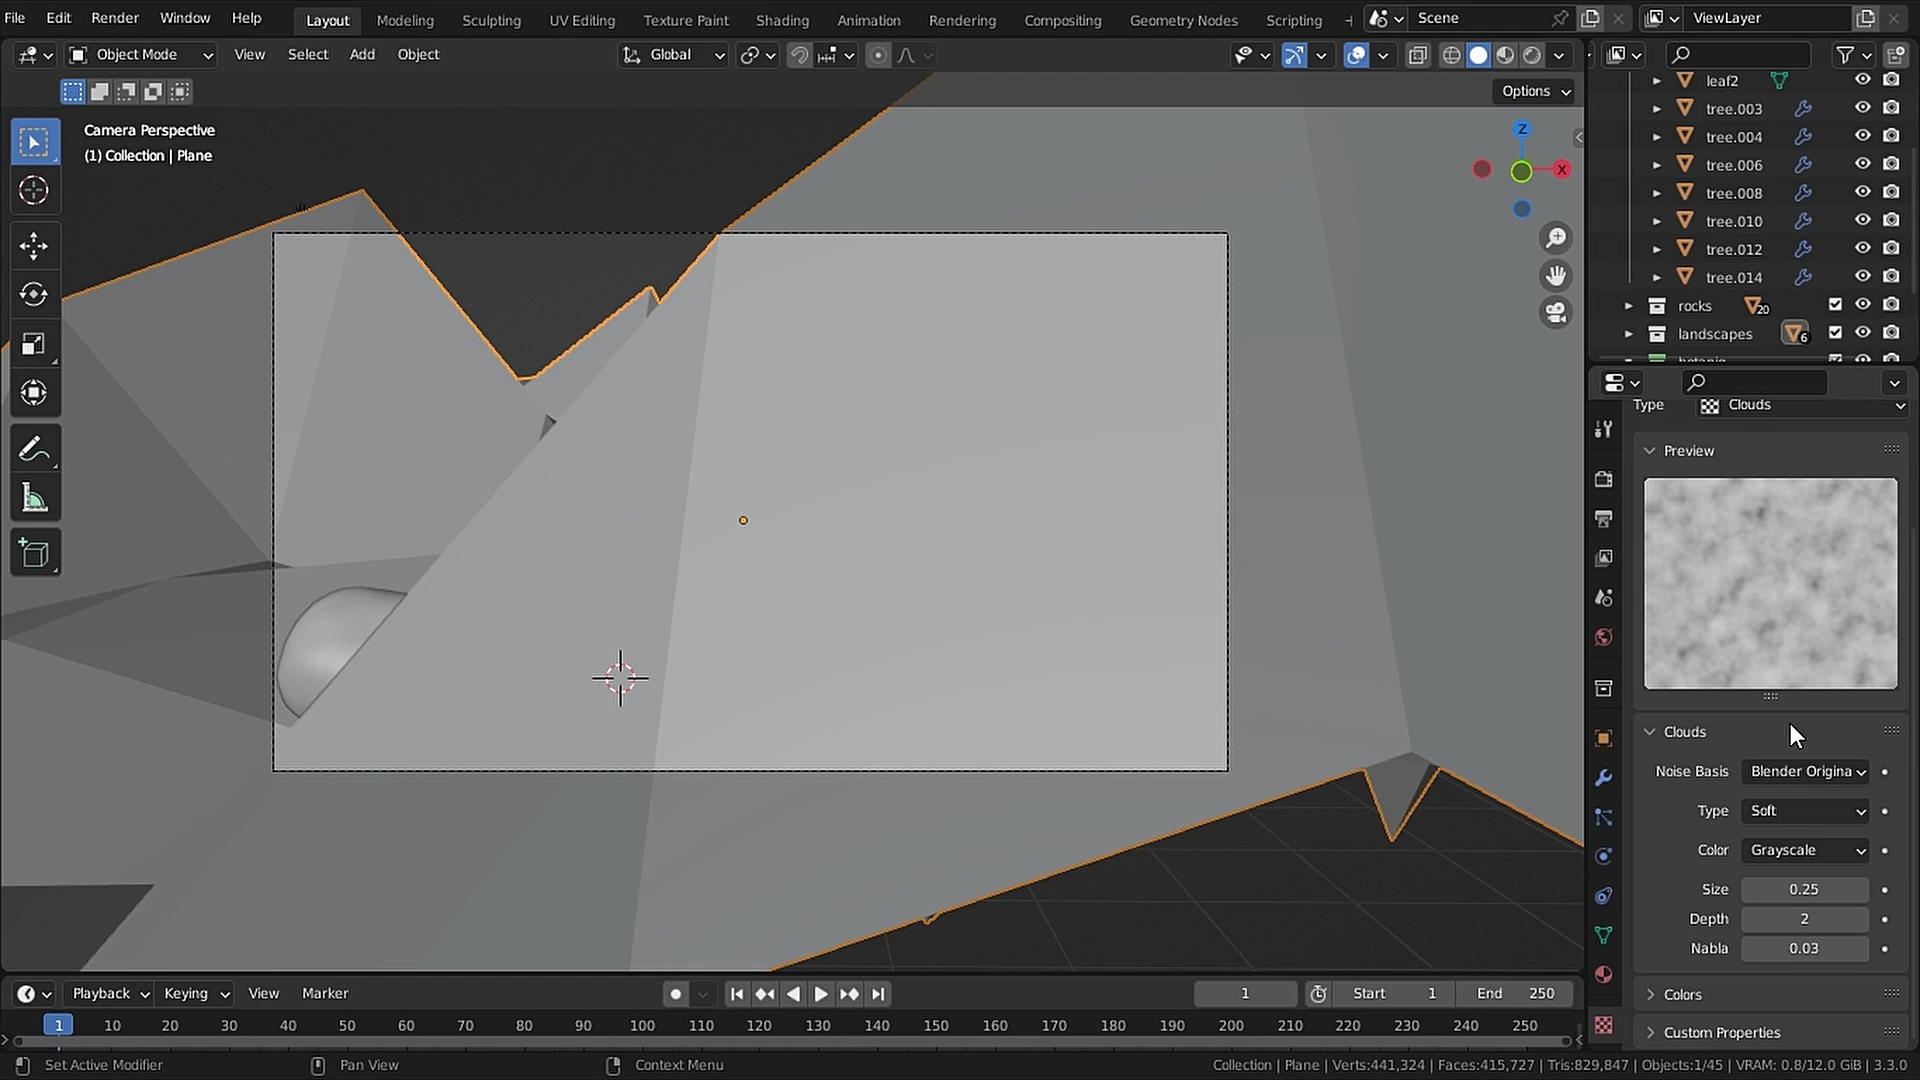 File Edit Render Window Help Layout Modeling Sculpting UV Editing Texture Paint Shading Animation Rendering Compositing Geometry Nodes Scripting Scene ViewLayer
Object Mode View Select Add Object Global
Options
Camera Perspective
(1) Collection | Plane
Z
X
leaf2
tree.003
tree.004
tree.006
tree.008
tree.010
tree.012
tree.014
rocks 20
landscapes 6
Type Clouds
Preview
Clouds
Noise Basis Blender Origina
Type Soft
Color Grayscale
Size 0.25
Depth 2
Nabla 0.03
Colors
Custom Properties
Playback Keying View Marker 1 Start 1 End 250
1 10 20 30 40 50 60 70 80 90 100 110 120 130 140 150 160 170 180 190 200 210 220 230 240 250
Set Active Modifier Pan View Context Menu Collection | Plane | Verts:441,324 | Faces:415,727 | Tris:829,847 | Objects:1/45 | VRAM: 0.8/12.0 GiB | 3.3.0